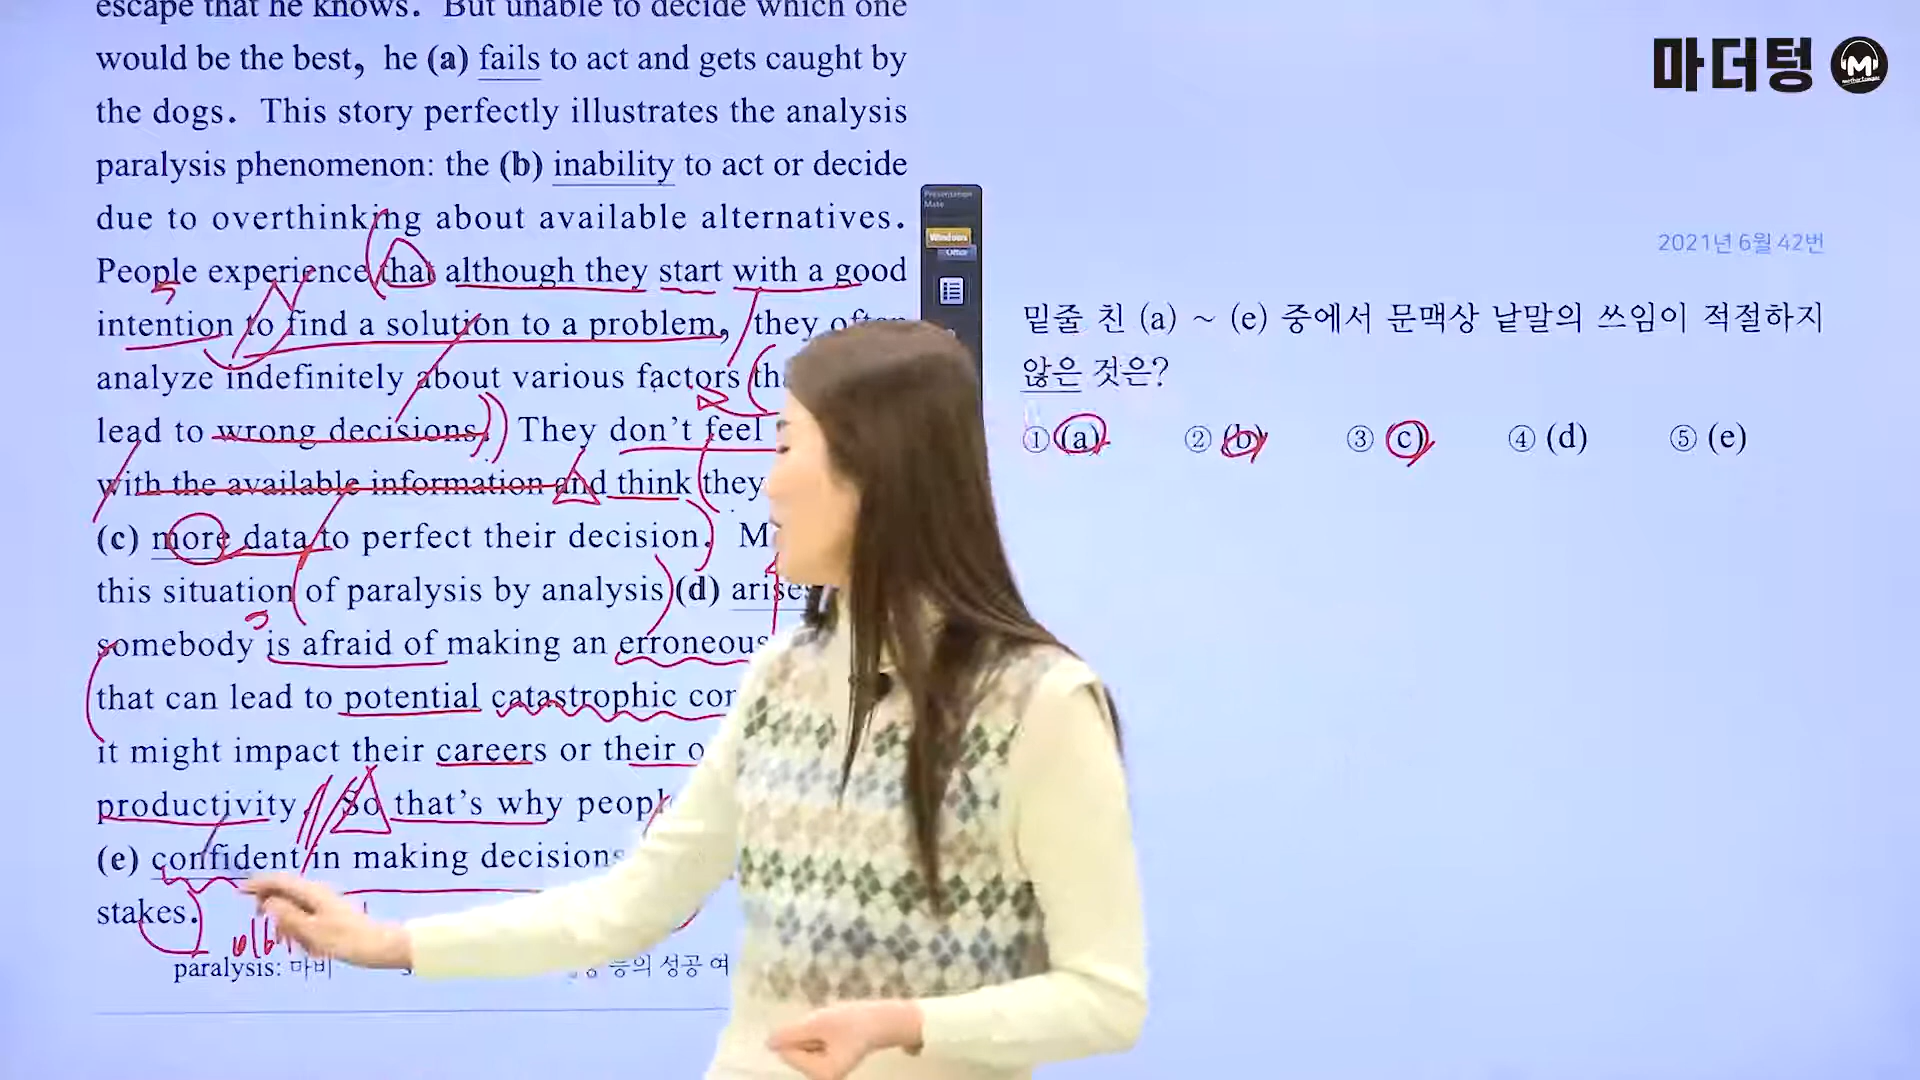 escape that he knows. But unable to decide which one
would be the best, he (a) fails to act and gets caught by
the dogs. This story perfectly illustrates the analysis
paralysis phenomenon: the (b) inability to act or decide
due to overthinking about available alternatives.
People experience that although they start with a good
intention to find a solution to a problem, they often
analyze indefinitely about various factors
lead to wrong decisions. They don't feel
with the available information and think they
(c) more data to perfect their decision.
this situation of paralysis by analysis (d) arises
somebody is afraid of making an erroneous
that can lead to potential catastrophic
it might impact their careers or their
productivity. So that's why people
(e) confident in making decisions
stakes.
paralysis: 마비
등의 성공 여
마더텅
M
Presentation
Mate
Windows
Office
2021년 6월 42번
밑줄 친 (a) ~ (e) 중에서 문맥상 낱말의 쓰임이 적절하지
않은 것은?
① (a) ② (b) ③ (c) ④ (d) ⑤ (e)